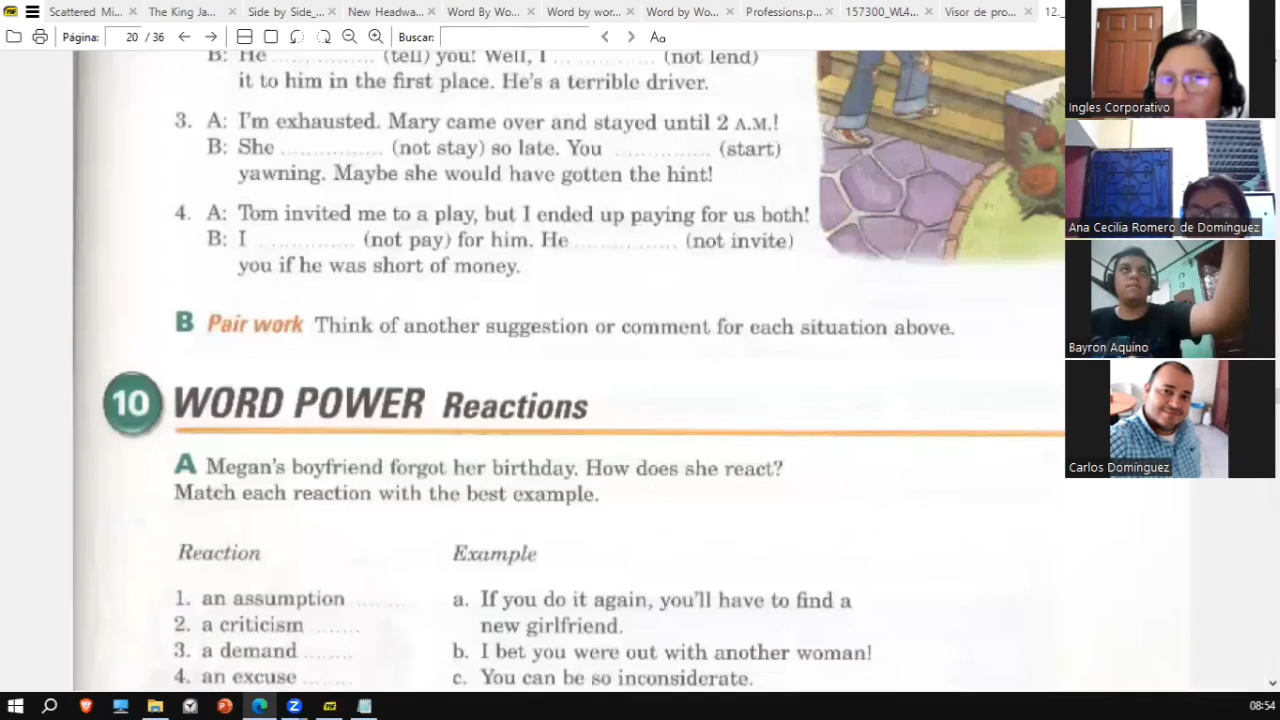 Scattered Mi...
The King Ja...
Side by Side_...
New Headwa...
Word By Wo...
Word by wor...
Word by Wo...
Professions.p...
157300_WL4...
Visor de pro...
12._
Página: 20 / 36 Buscar:
B: He .............. (tell) you! Well, I .............. (not lend)
it to him in the first place. He's a terrible driver.
3. A: I'm exhausted. Mary came over and stayed until 2 A.M.!
B: She .............. (not stay) so late. You .............. (start)
yawning. Maybe she would have gotten the hint!
4. A: Tom invited me to a play, but I ended up paying for us both!
B: I .............. (not pay) for him. He .............. (not invite)
you if he was short of money.
B Pair work Think of another suggestion or comment for each situation above.
10 WORD POWER Reactions
A Megan's boyfriend forgot her birthday. How does she react?
Match each reaction with the best example.
Reaction
1. an assumption ........
2. a criticism ........
3. a demand ........
4. an excuse ........
Example
a. If you do it again, you'll have to find a
new girlfriend.
b. I bet you were out with another woman!
c. You can be so inconsiderate.
Ingles Corporativo
Ana Cecilia Romero de Domínguez
Bayron Aquino
Carlos Domínguez
08:54